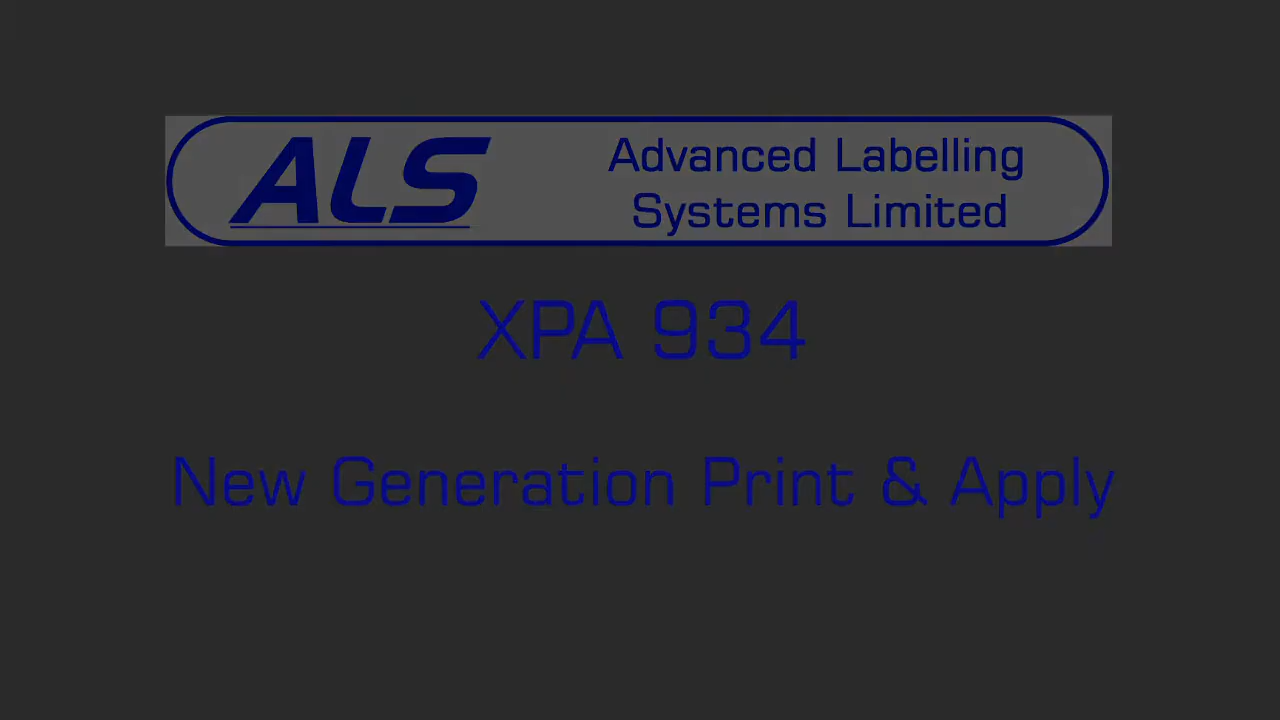 ALS
Advanced Labelling
Systems Limited
XPA 934
New Generation Print & Apply